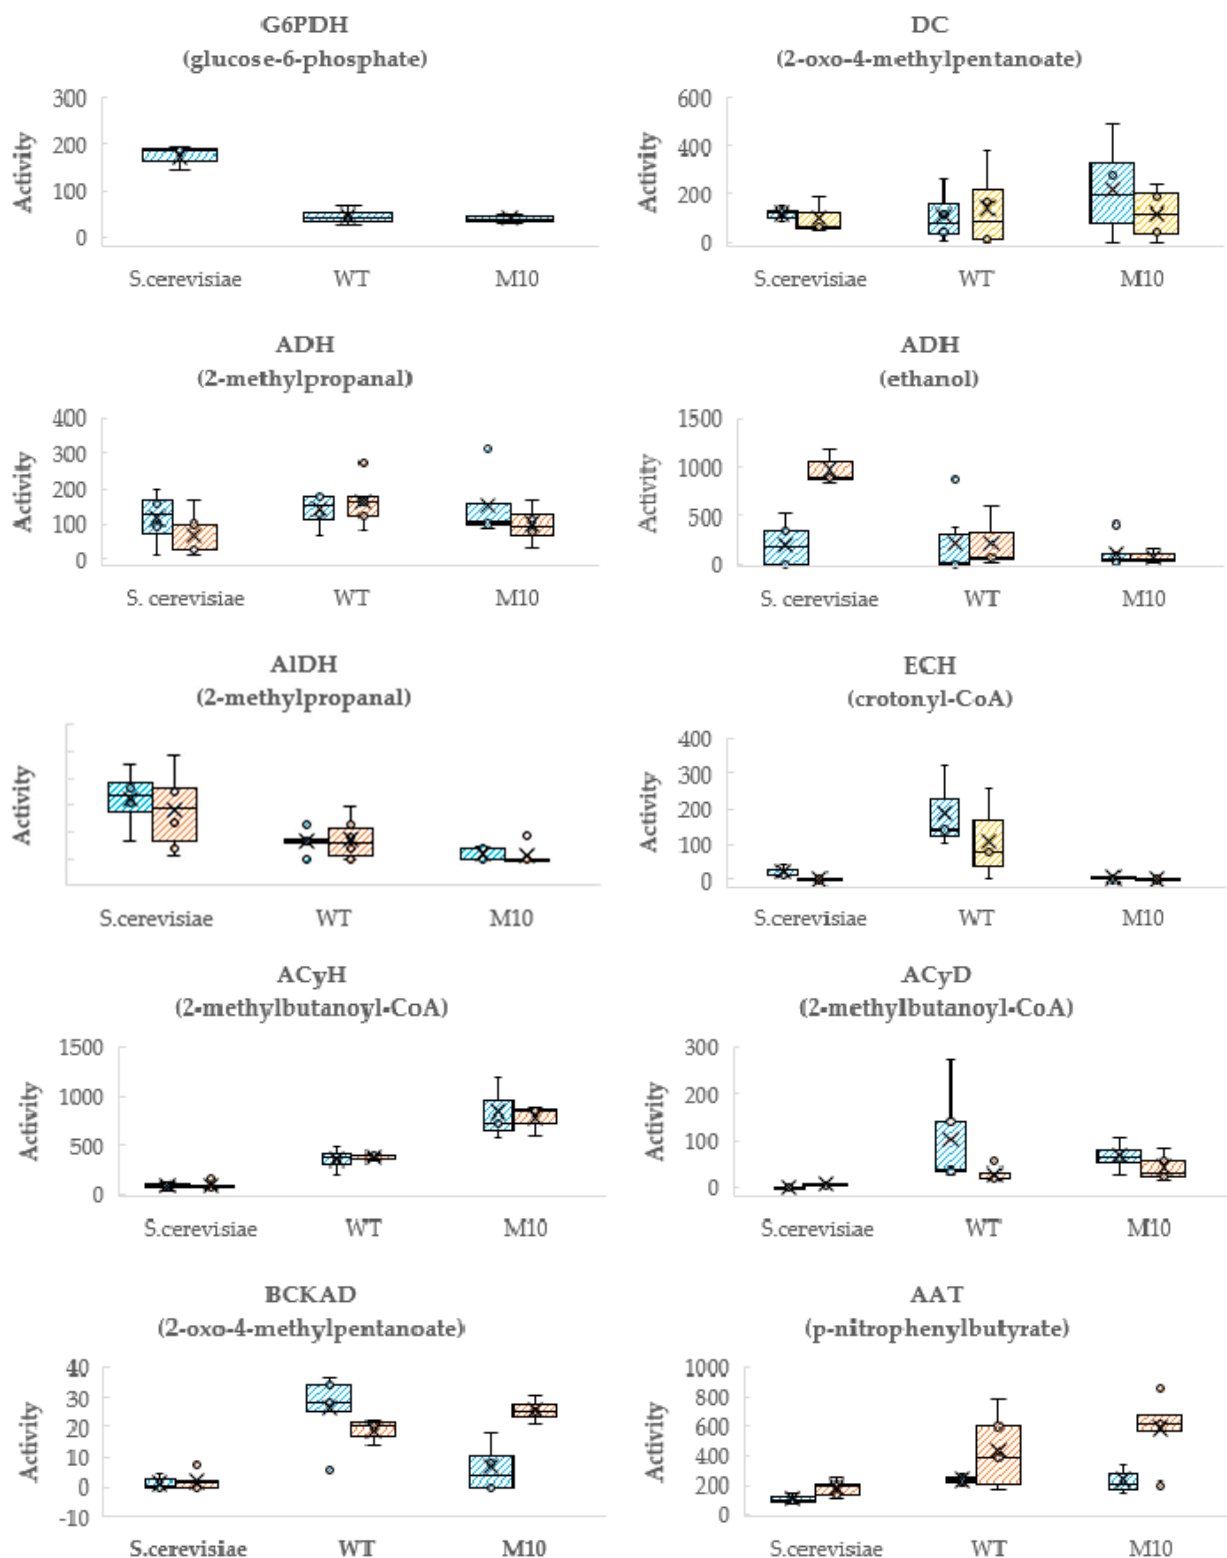 G6PDH
(glucose-6-phosphate)
300
200
100
0
Activity
S.cerevisiae WT M10
DC
(2-oxo-4-methylpentanoate)
600
400
200
0
Activity
S.cerevisiae WT M10
ADH
(2-methylpropanal)
400
300
200
100
0
Activity
S. cerevisiae WT M10
ADH
(ethanol)
1500
1000
500
0
Activity
S. cerevisiae WT M10
AlDH
(2-methylpropanal)
Activity
S.cerevisiae WT M10
ECH
(crotonyl-CoA)
400
300
200
100
0
Activity
S.cerevisiae WT M10
ACyH
(2-methylbutanoyl-CoA)
1500
1000
500
0
Activity
S.cerevisiae WT M10
ACyD
(2-methylbutanoyl-CoA)
300
200
100
0
Activity
S.cerevisiae WT M10
BCKAD
(2-oxo-4-methylpentanoate)
40
30
20
10
0
-10
Activity
S.cerevisiae WT M10
AAT
(p-nitrophenylbutyrate)
1000
800
600
400
200
0
Activity
S.cerevisiae WT M10